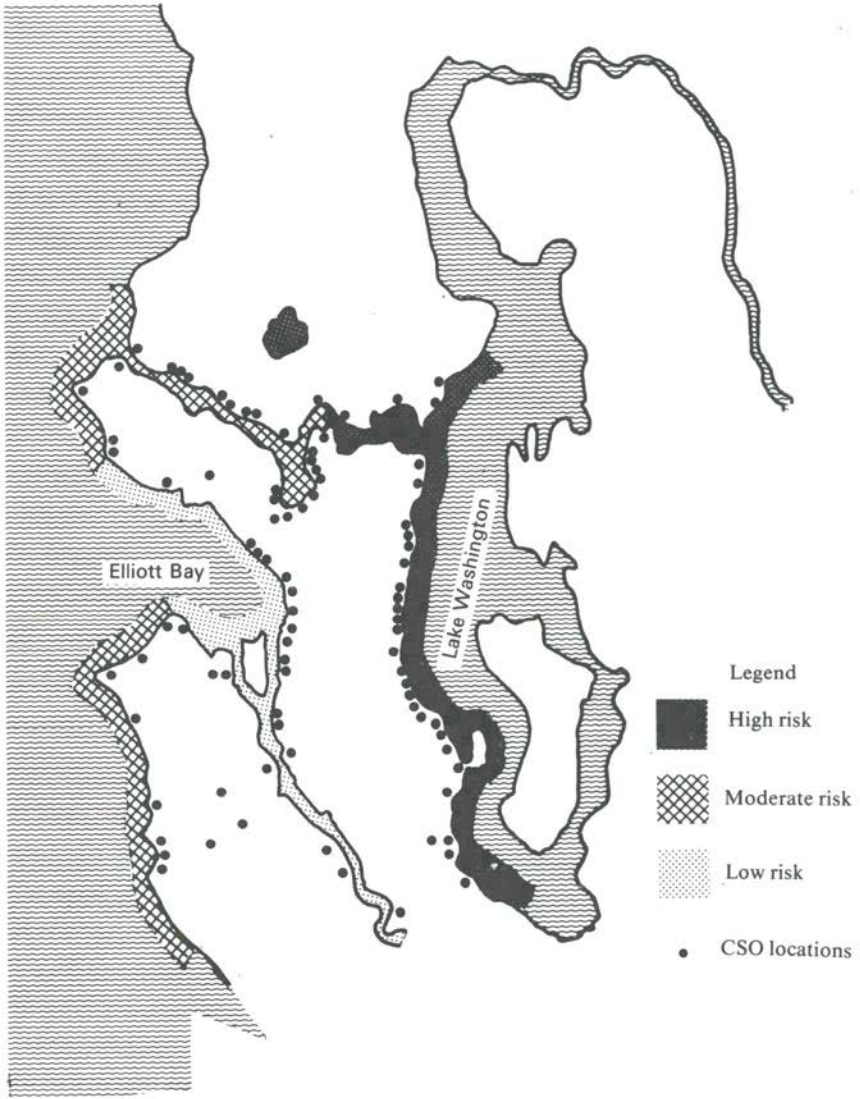 Elliott Bay
Lake Washington
Legend
High risk
Moderate risk
Low risk
CSO locations